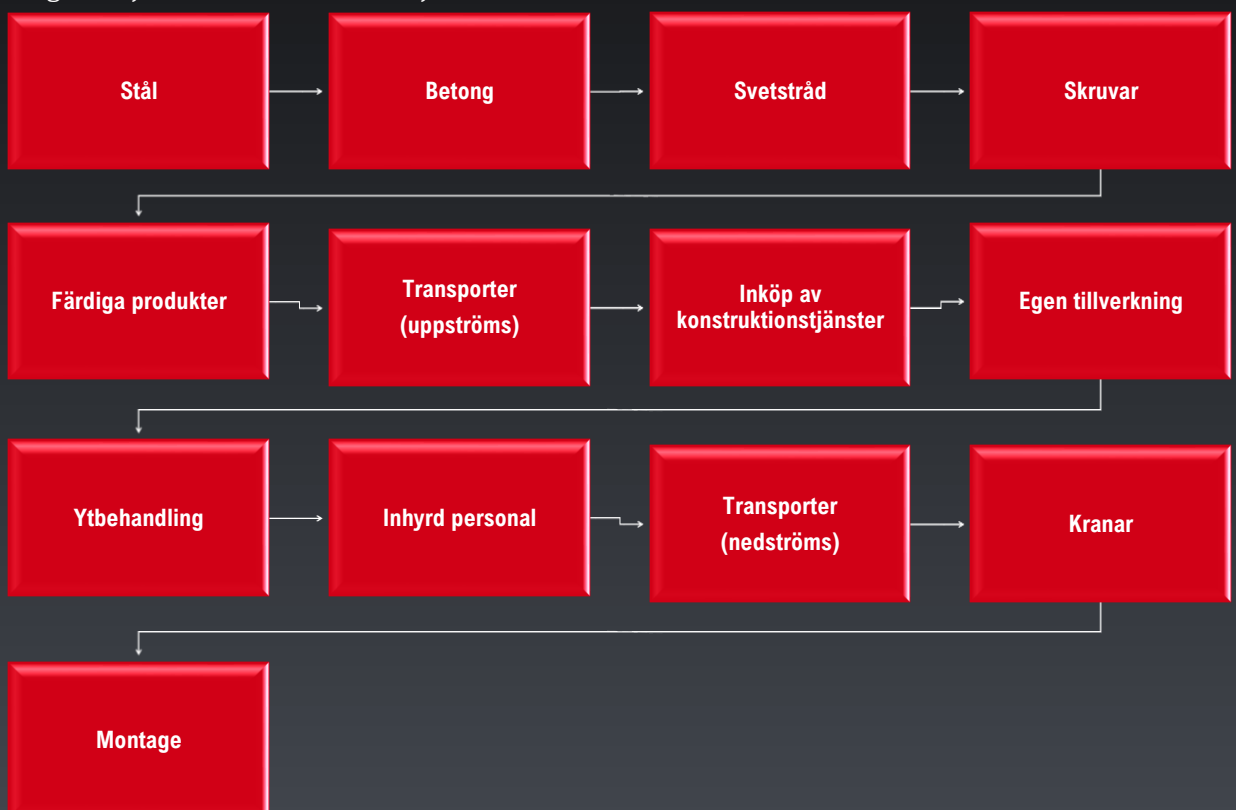 Stål
Betong
Svetstråd
Skruvar
Färdiga produkter
Transporter
(uppströms)
Inköp av
konstruktionstjänster
Egen tillverkning
Ytbehandling
Inhyrd personal
Transporter
(nedströms)
Kranar
Montage